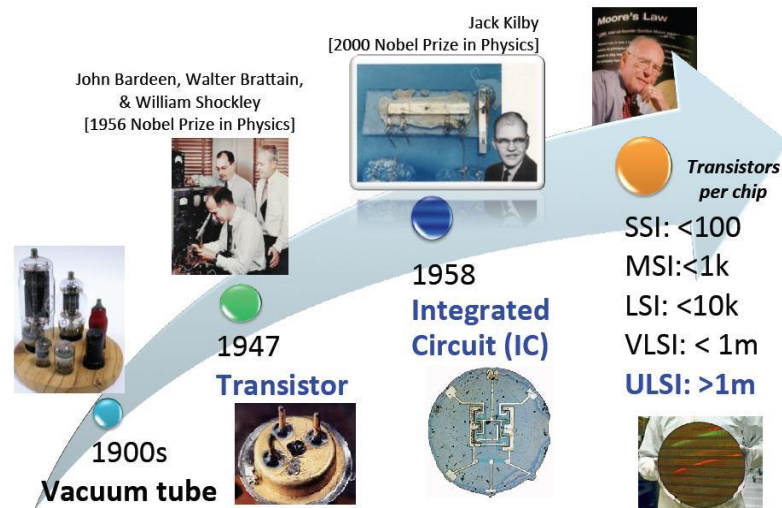 Jack Kilby
[2000 Nobel Prize in Physics]
Moore's Law
John Bardeen, Walter Brattain,
& William Shockley
[1956 Nobel Prize in Physics]
Transistors
per chip
SSI: <100
MSI:<1k
LSI: <10k
VLSI: < 1m
ULSI: >1m
1958
Integrated
Circuit (IC)
1947
Transistor
1900s
Vacuum tube